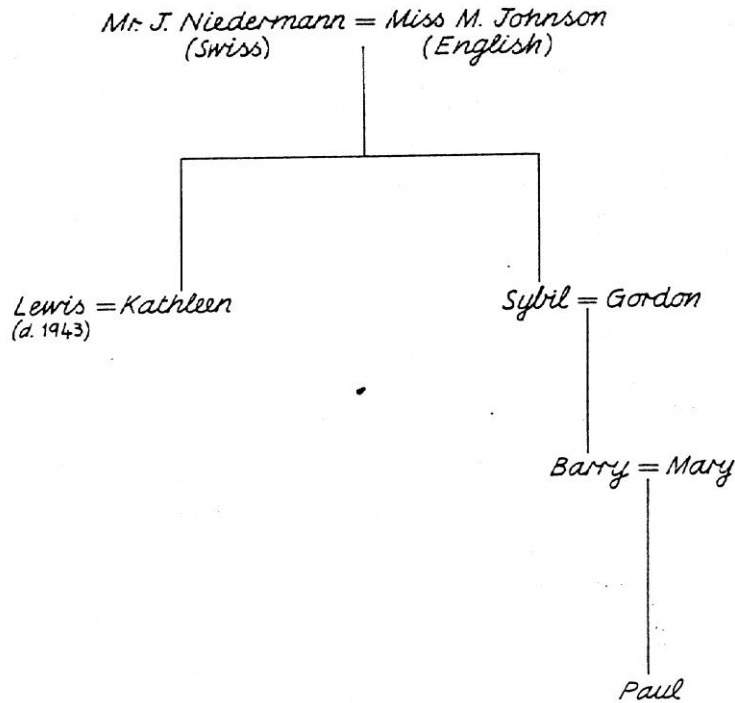 Mr. J. Niedermann = Miss M. Johnson
(Swiss) (English)
Lewis = Kathleen
(d. 1943)
Sybil = Gordon
Barry = Mary
Paul